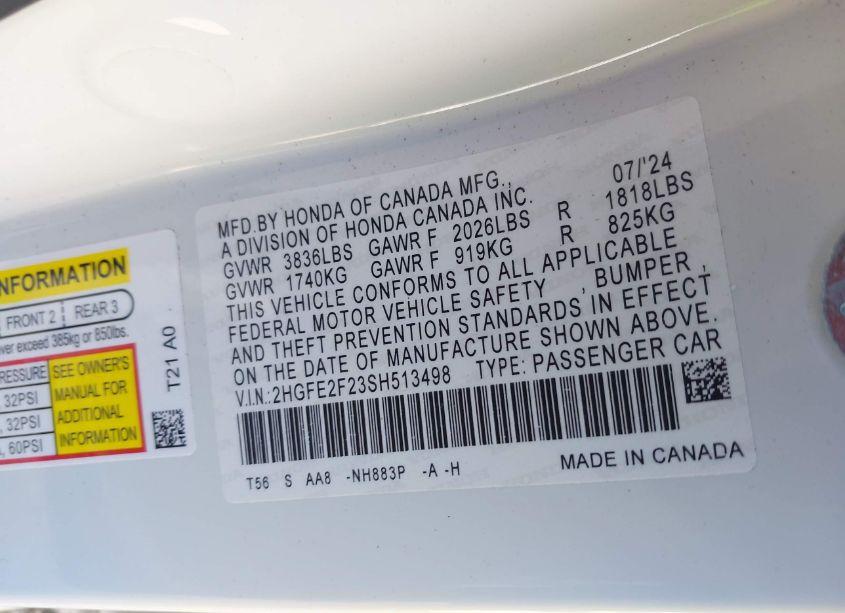 NFORMATION
FRONT 2 REAR 3
ver exceed 385kg or 850lbs.
RESSURE SEE OWNER'S
32PSI MANUAL FOR
, 32PSI ADDITIONAL
, 60PSI INFORMATION
T21 A0
MFD.BY HONDA OF CANADA MFG., 07/'24
A DIVISION OF HONDA CANADA INC.
GVWR 3836LBS GAWR F 2026LBS R 1818LBS
GVWR 1740KG GAWR F 919KG R 825KG
THIS VEHICLE CONFORMS TO ALL APPLICABLE
FEDERAL MOTOR VEHICLE SAFETY , BUMPER ,
AND THEFT PREVENTION STANDARDS IN EFFECT
ON THE DATE OF MANUFACTURE SHOWN ABOVE.
V.I.N.:2HGFE2F23SH513498 TYPE: PASSENGER CAR
T56 S AA8 -NH883P -A -H MADE IN CANADA